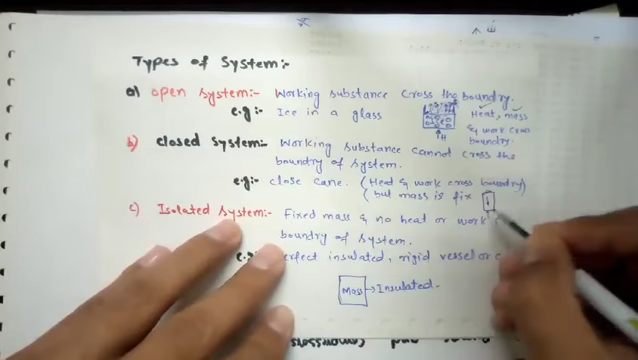 Types of System:-
a) open system:- Working substance cross the boundry.
e.g:- Ice in a glass
Heat, mass
& work cross
boundry.
H
b) closed system:- Working substance cannot cross the
boundry of system.
e.g:- close cane. (Heat & work cross boundry)
(but mass is fix
c) Isolated System:- Fixed mass & no heat or work
boundry of system.
e.g:- perfect insulated, rigid vessel or
Mass → Insulated.